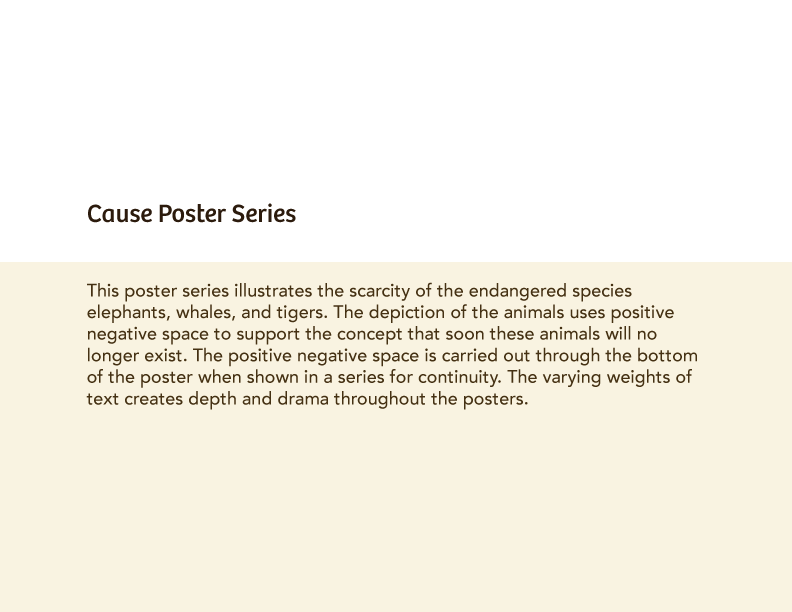 Cause Poster Series
This poster series illustrates the scarcity of the endangered species
elephants, whales, and tigers. The depiction of the animals uses positive
negative space to support the concept that soon these animals will no
longer exist. The positive negative space is carried out through the bottom
of the poster when shown in a series for continuity. The varying weights of
text creates depth and drama throughout the posters.